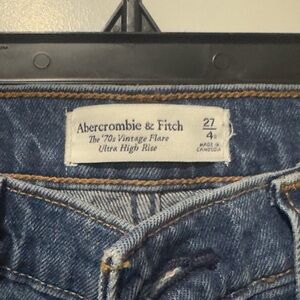 Abercrombie & Fitch
The '70s Vintage Flare
Ultra High Rise
27
4R
MADE IN
CAMBODIA